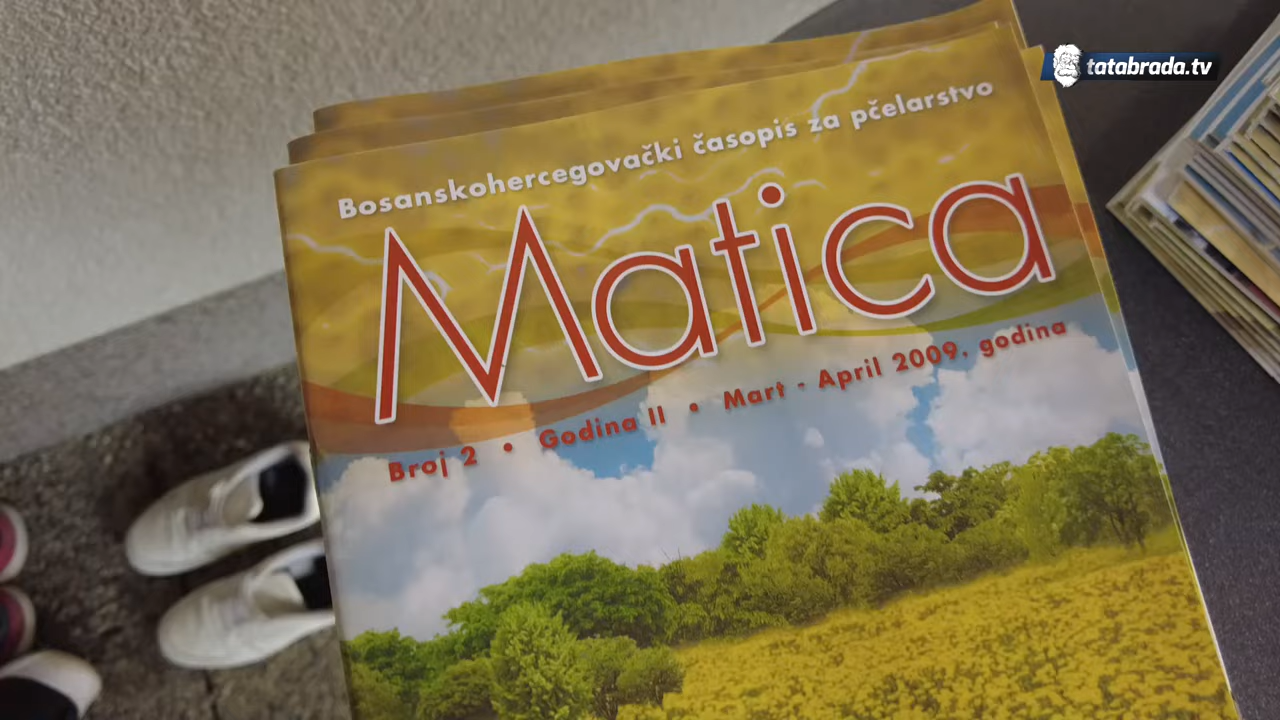 tatabrada.tv
Bosanskohercegovački časopis za pčelarstvo
Matica
Broj 2 • Godina II • Mart - April 2009. godina